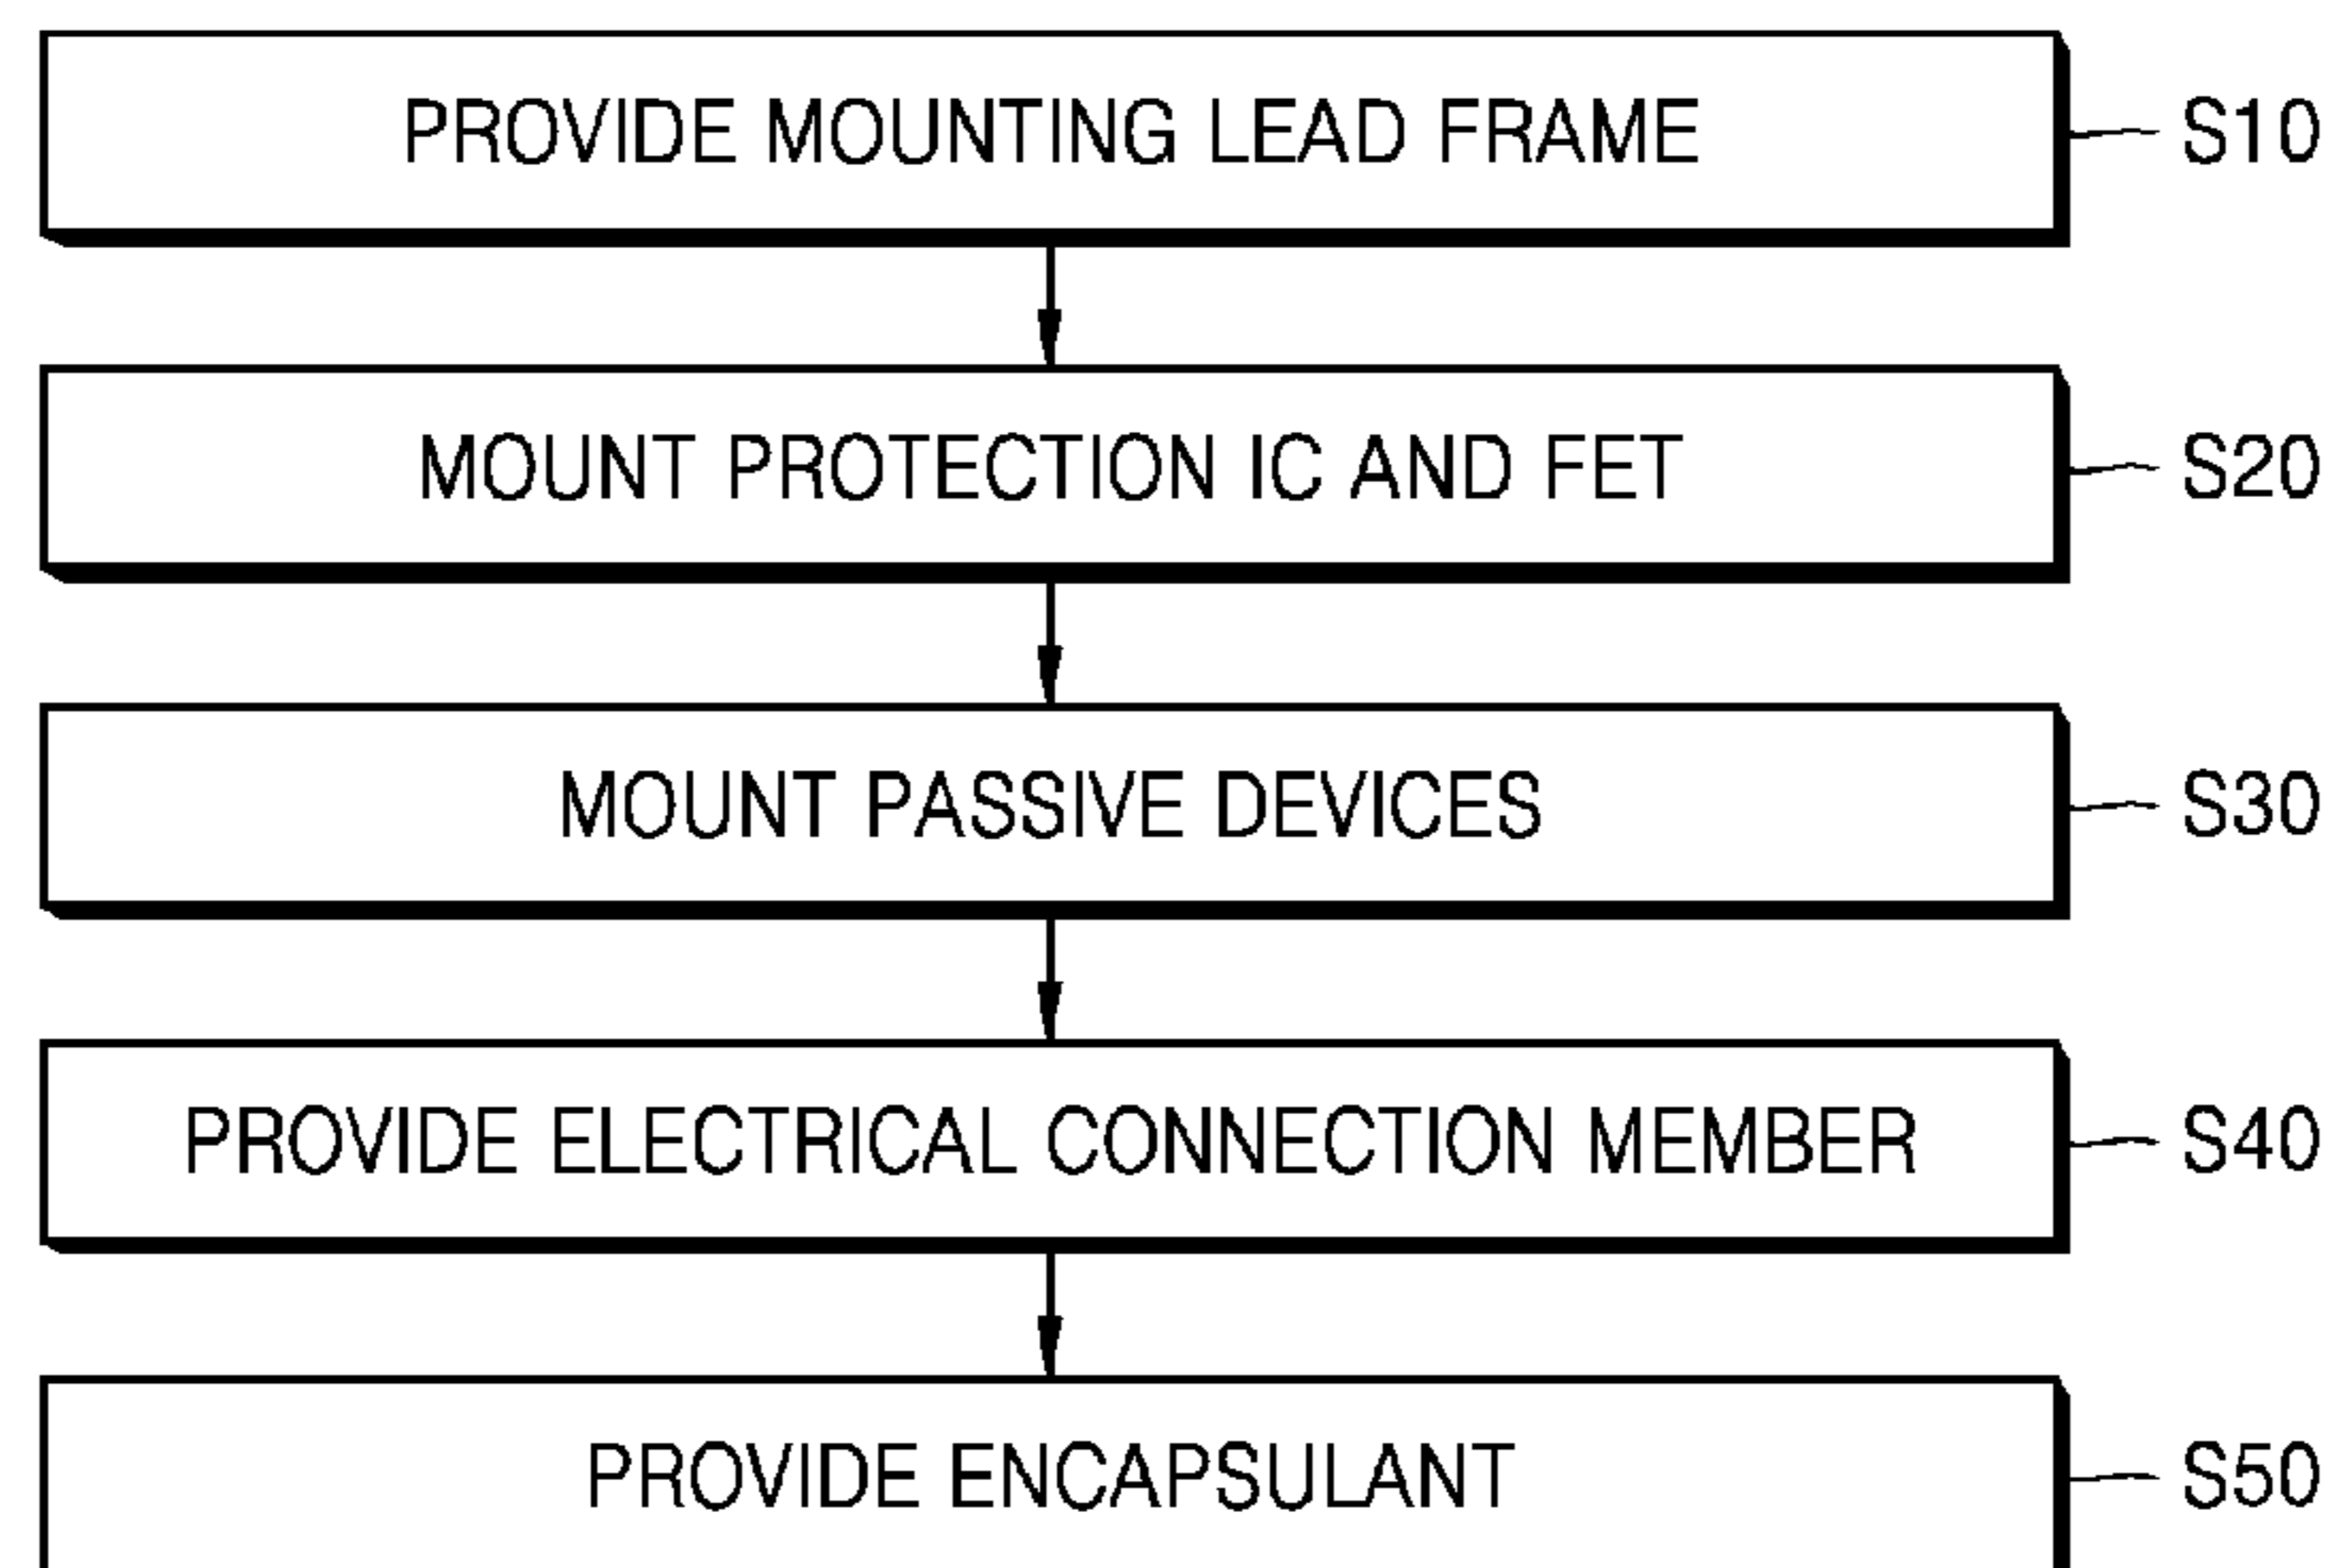 PROVIDE MOUNTING LEAD FRAME S10
MOUNT PROTECTION IC AND FET S20
MOUNT PASSIVE DEVICES S30
PROVIDE ELECTRICAL CONNECTION MEMBER S40
PROVIDE ENCAPSULANT S50